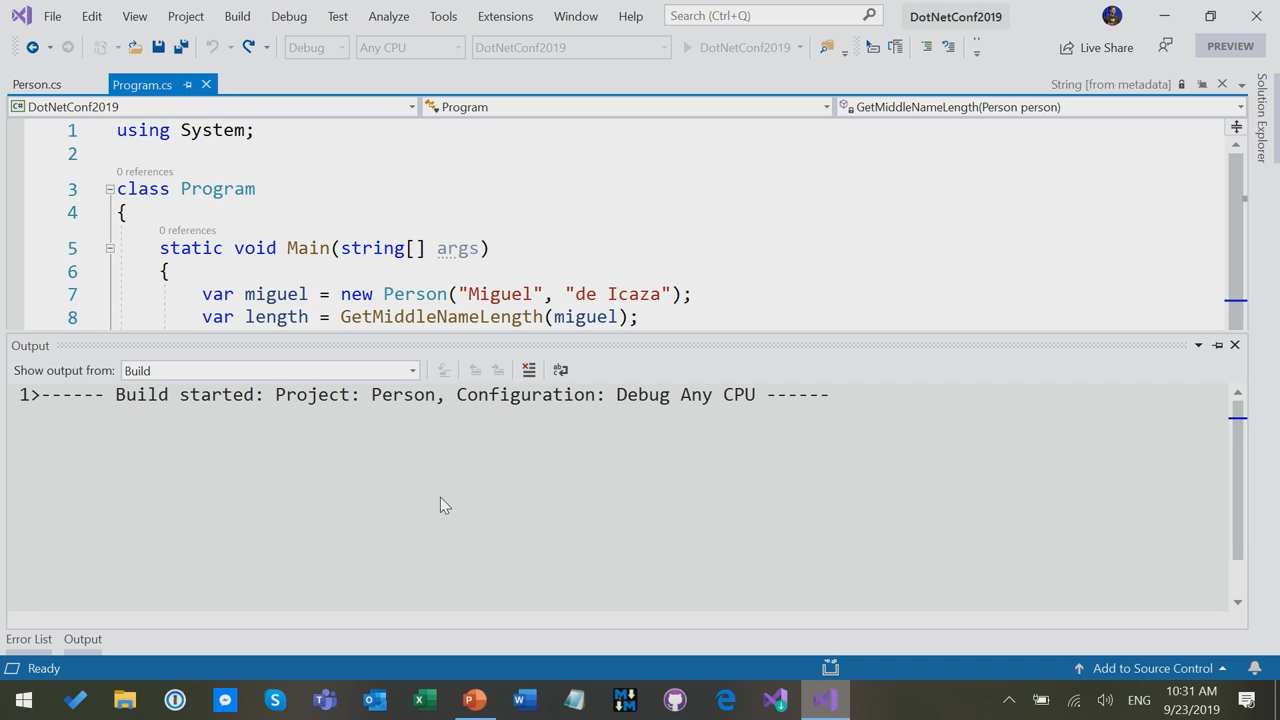 File Edit View Project Build Debug Test Analyze Tools Extensions Window Help Search (Ctrl+Q) DotNetConf2019
Debug Any CPU DotNetConf2019 DotNetConf2019 Live Share PREVIEW
Person.cs Program.cs String [from metadata]
DotNetConf2019 Program GetMiddleNameLength(Person person)
Solution Explorer
1 using System;
2
0 references
3 class Program
4 {
0 references
5 static void Main(string[] args)
6 {
7 var miguel = new Person("Miguel", "de Icaza");
8 var length = GetMiddleNameLength(miguel);
Output
Show output from: Build
1>------ Build started: Project: Person, Configuration: Debug Any CPU ------
Error List Output
Ready Add to Source Control
ENG 10:31 AM
9/23/2019